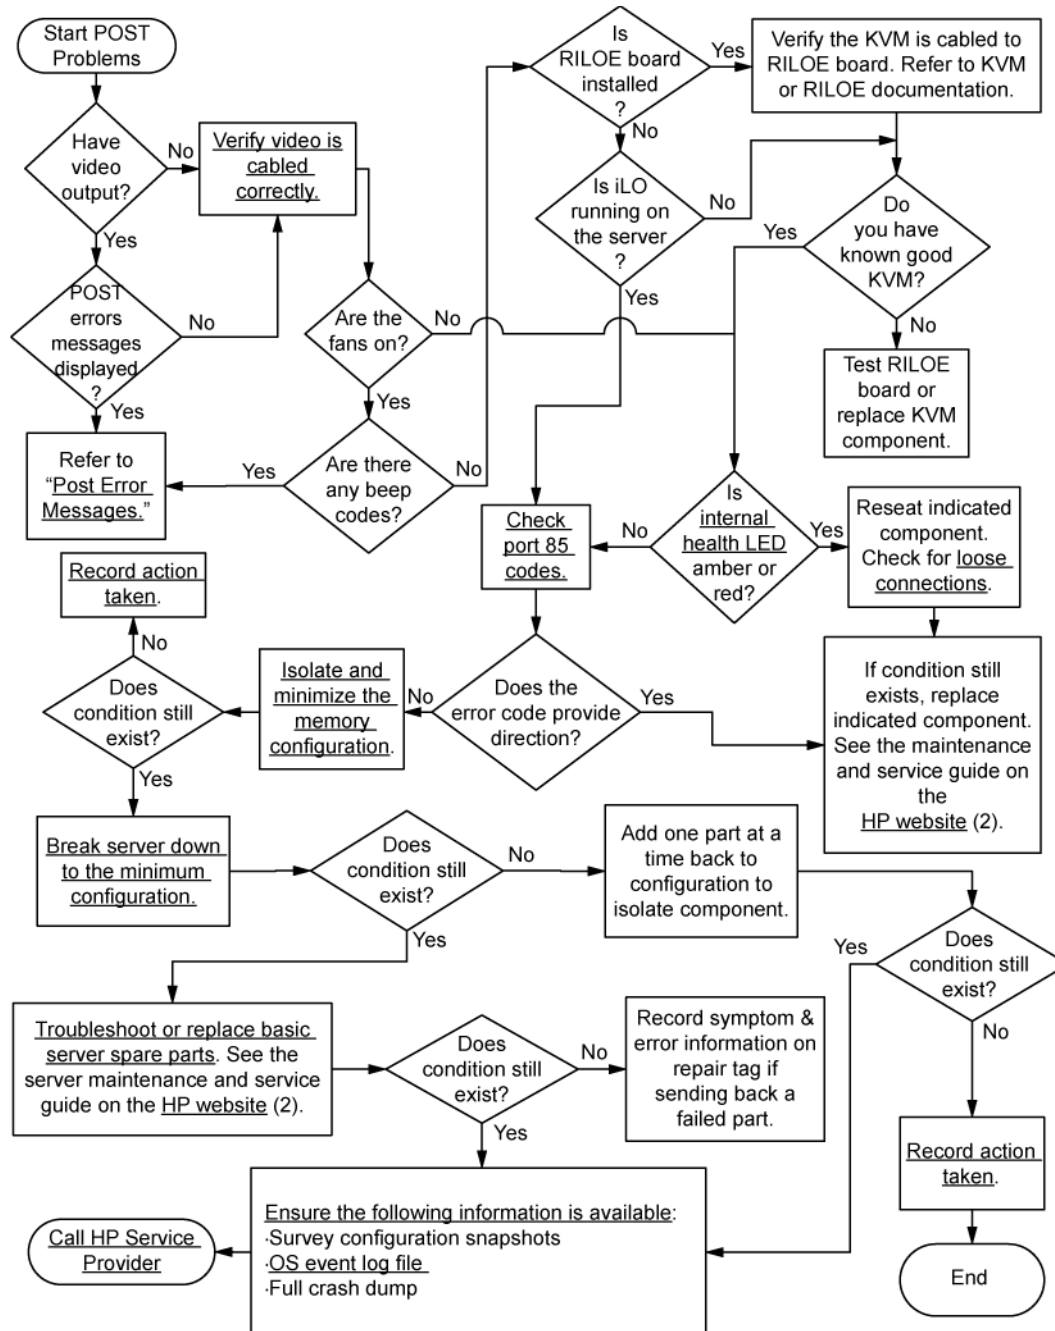 Start POST
Problems
Have
video
output?
No
Yes
Verify video is
cabled
correctly.
POST
errors
messages
displayed
?
No
Yes
Refer to
“Post Error
Messages.”
Are the
fans on?
No
Yes
Are there
any beep
codes?
Yes
No
Is
RILOE board
installed
?
Yes
No
Verify the KVM is cabled to
RILOE board. Refer to KVM
or RILOE documentation.
Is iLO
running on
the server
?
No
Yes
Do
you have
known good
KVM?
Yes
No
Test RILOE
board or
replace KVM
component.
Is
internal
health LED
amber or
red?
No
Yes
Reseat indicated
component.
Check for loose
connections.
Check
port 85
codes.
If condition still
exists, replace
indicated component.
See the maintenance
and service guide on
the
HP website (2).
Does the
error code provide
direction?
Yes
No
Isolate and
minimize the
memory
configuration.
Does
condition still
exist?
No
Yes
Record action
taken.
Break server down
to the minimum
configuration.
Does
condition still
exist?
No
Yes
Add one part at a
time back to
configuration to
isolate component.
Does
condition still
exist?
Yes
No
Record action
taken.
End
Troubleshoot or replace basic
server spare parts. See the
server maintenance and service
guide on the HP website (2).
Does
condition still
exist?
No
Yes
Record symptom &
error information on
repair tag if
sending back a
failed part.
Ensure the following information is available:
·Survey configuration snapshots
·OS event log file
·Full crash dump
Call HP Service
Provider